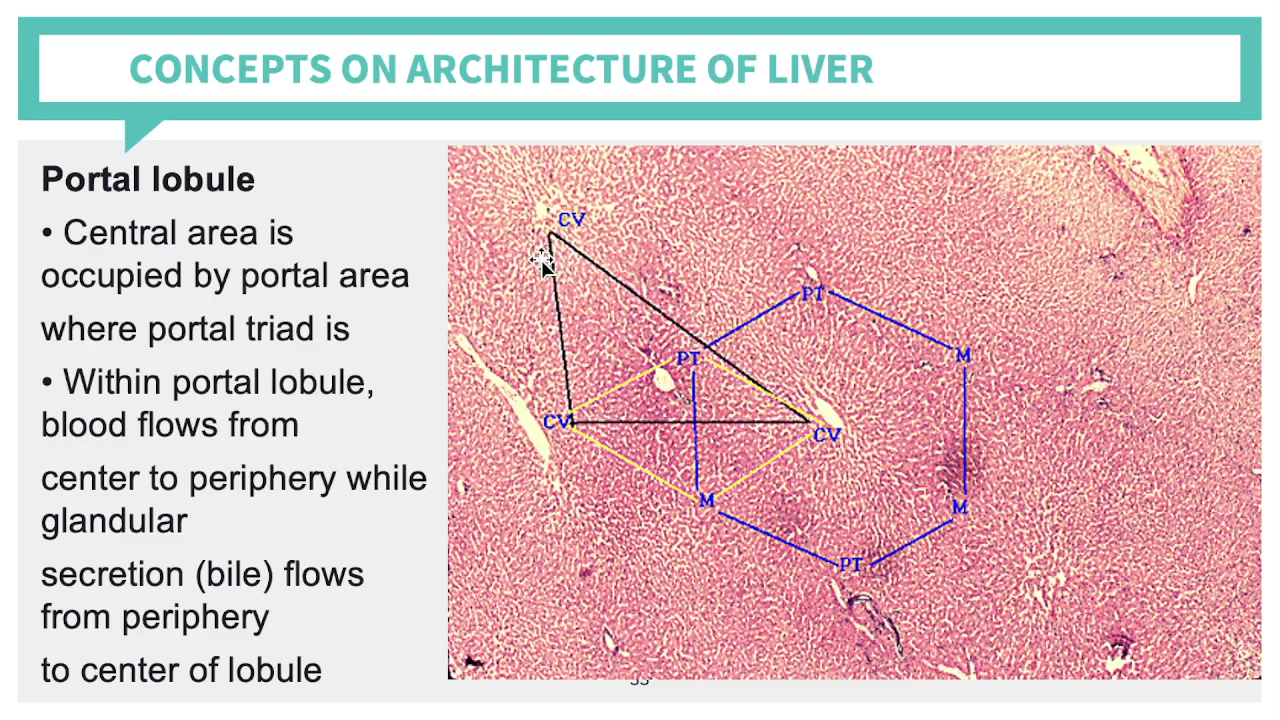 CONCEPTS ON ARCHITECTURE OF LIVER
Portal lobule
• Central area is
occupied by portal area
where portal triad is
• Within portal lobule,
blood flows from
center to periphery while
glandular
secretion (bile) flows
from periphery
to center of lobule
CV
PT
PT
M
CV
CV
M
M
PT